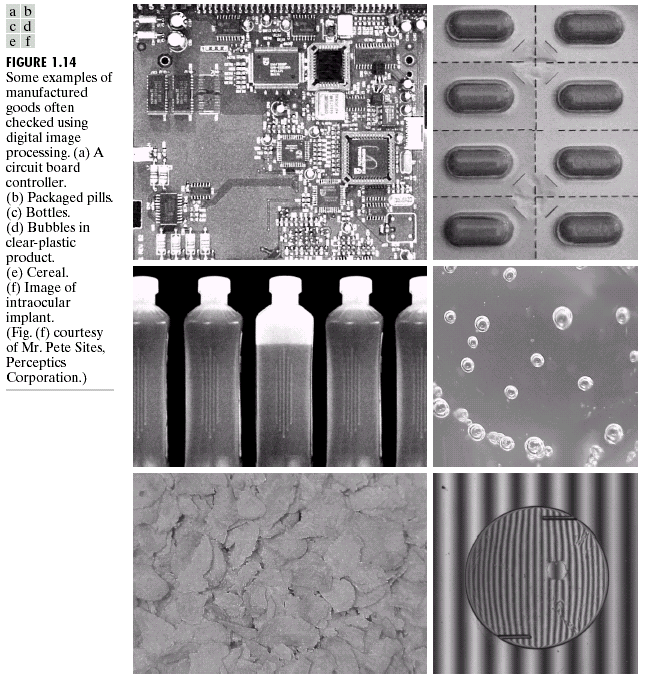 a b
c d
e f
FIGURE 1.14
Some examples of
manufactured
goods often
checked using
digital image
processing. (a) A
circuit board
controller.
(b) Packaged pills.
(c) Bottles.
(d) Bubbles in
clear-plastic
product.
(e) Cereal.
(f) Image of
intraocular
implant.
(Fig. (f) courtesy
of Mr. Pete Sites,
Perceptics
Corporation.)